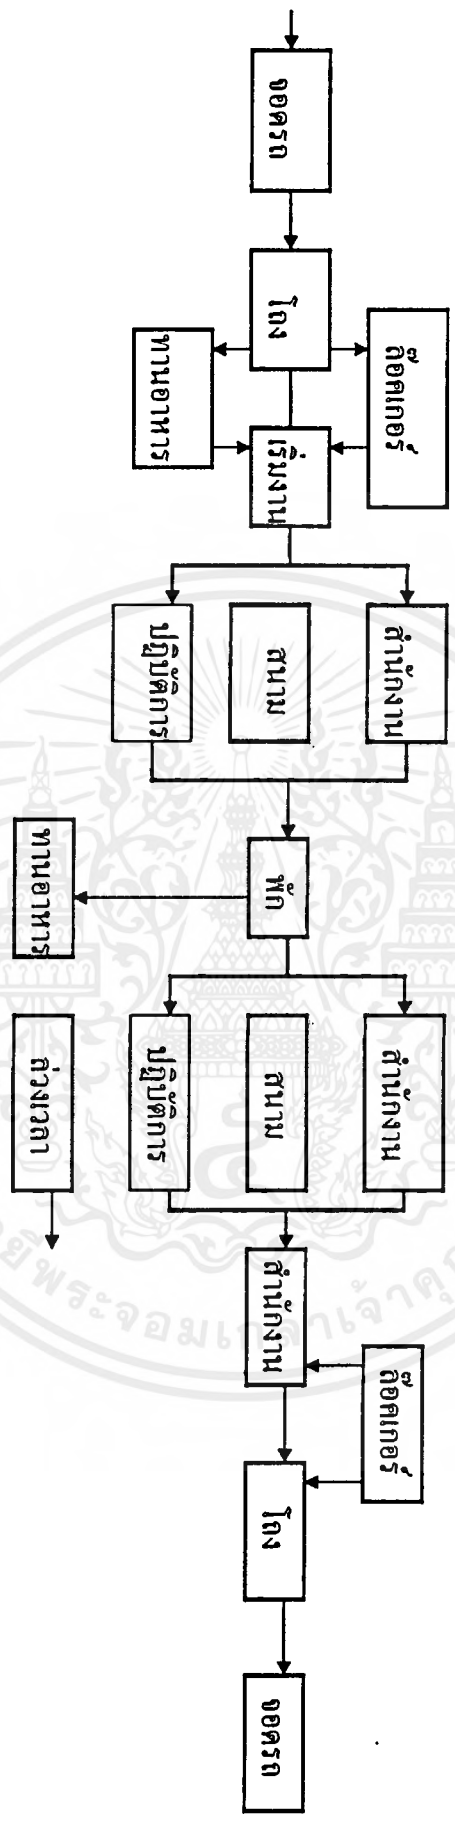 จอดรถ
โถง
ล๊อคเกอร์
ทานอาหาร
เริ่มงาน
สำนักงาน
สนาม
ปฏิบัติการ
พัก
ทานอาหาร
สำนักงาน
สนาม
ปฏิบัติการ
ล่วงเวลา
สำนักงาน
ล๊อคเกอร์
โถง
จอดรถ